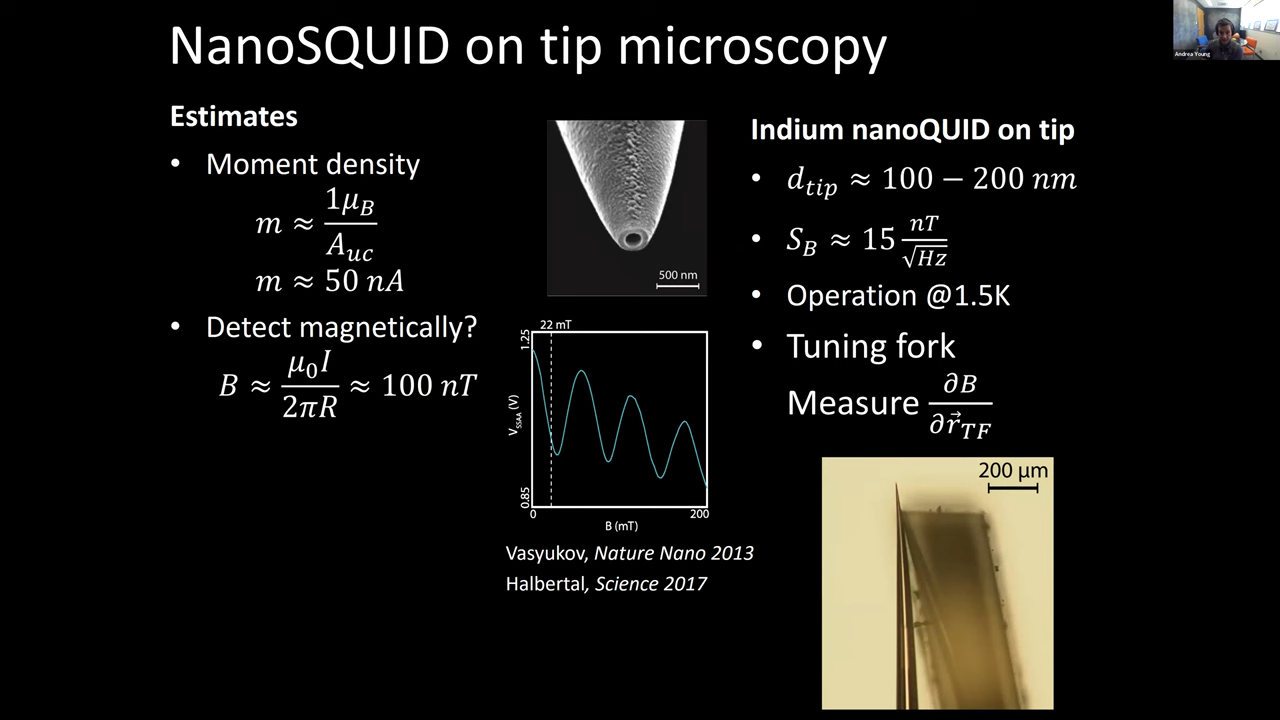 NanoSQUID on tip microscopy
Andrea Young
Estimates
• Moment density
m ≈ 1μ_B / A_uc
m ≈ 50 nA
• Detect magnetically?
B ≈ μ₀I / 2πR ≈ 100 nT
500 nm
22 mT
1.25
V_SSAA (V)
0.85
0
200
B (mT)
Vasyukov, Nature Nano 2013
Halbertal, Science 2017
Indium nanoQUID on tip
• d_tip ≈ 100 − 200 nm
• S_B ≈ 15 nT / √Hz
• Operation @1.5K
• Tuning fork
Measure ∂B / ∂r⃗_TF
200 μm